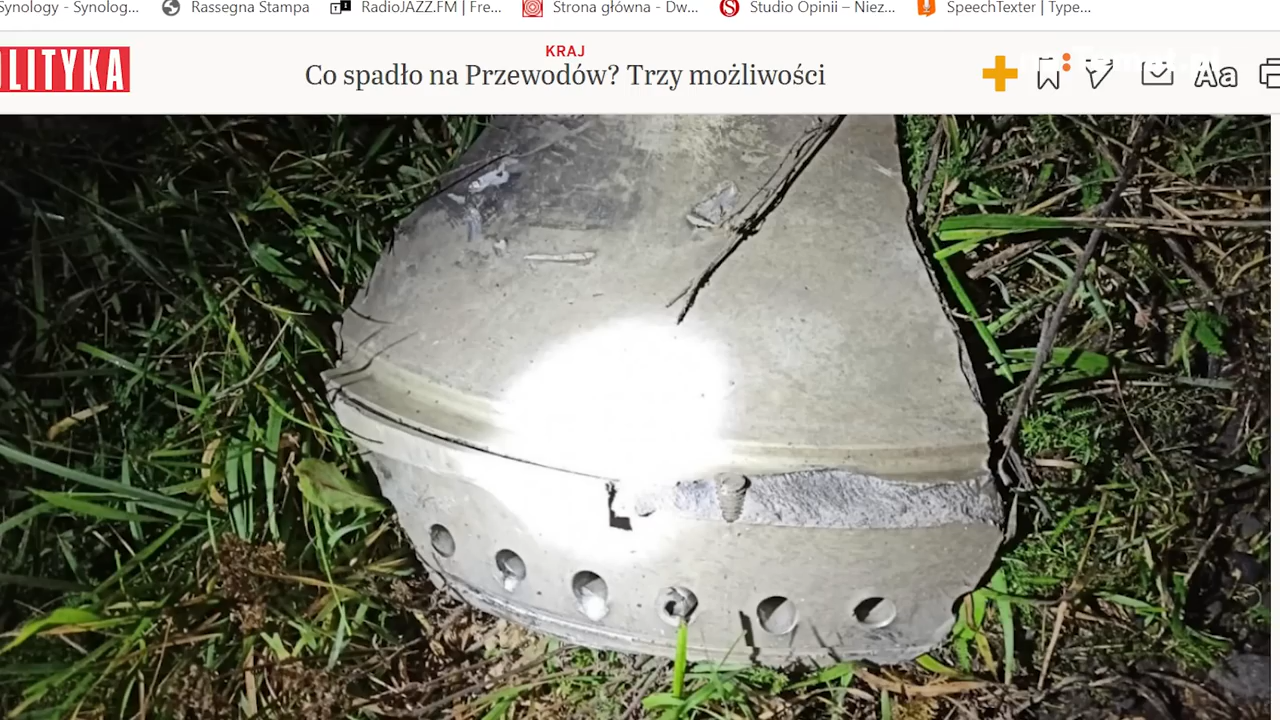 Synology - Synolog...
Rassegna Stampa
RadioJAZZ.FM | Fre...
Strona główna - Dw...
Studio Opinii – Niez...
SpeechTexter | Type...
OLITYKA
KRAJ
Co spadło na Przewodów? Trzy możliwości
Aa